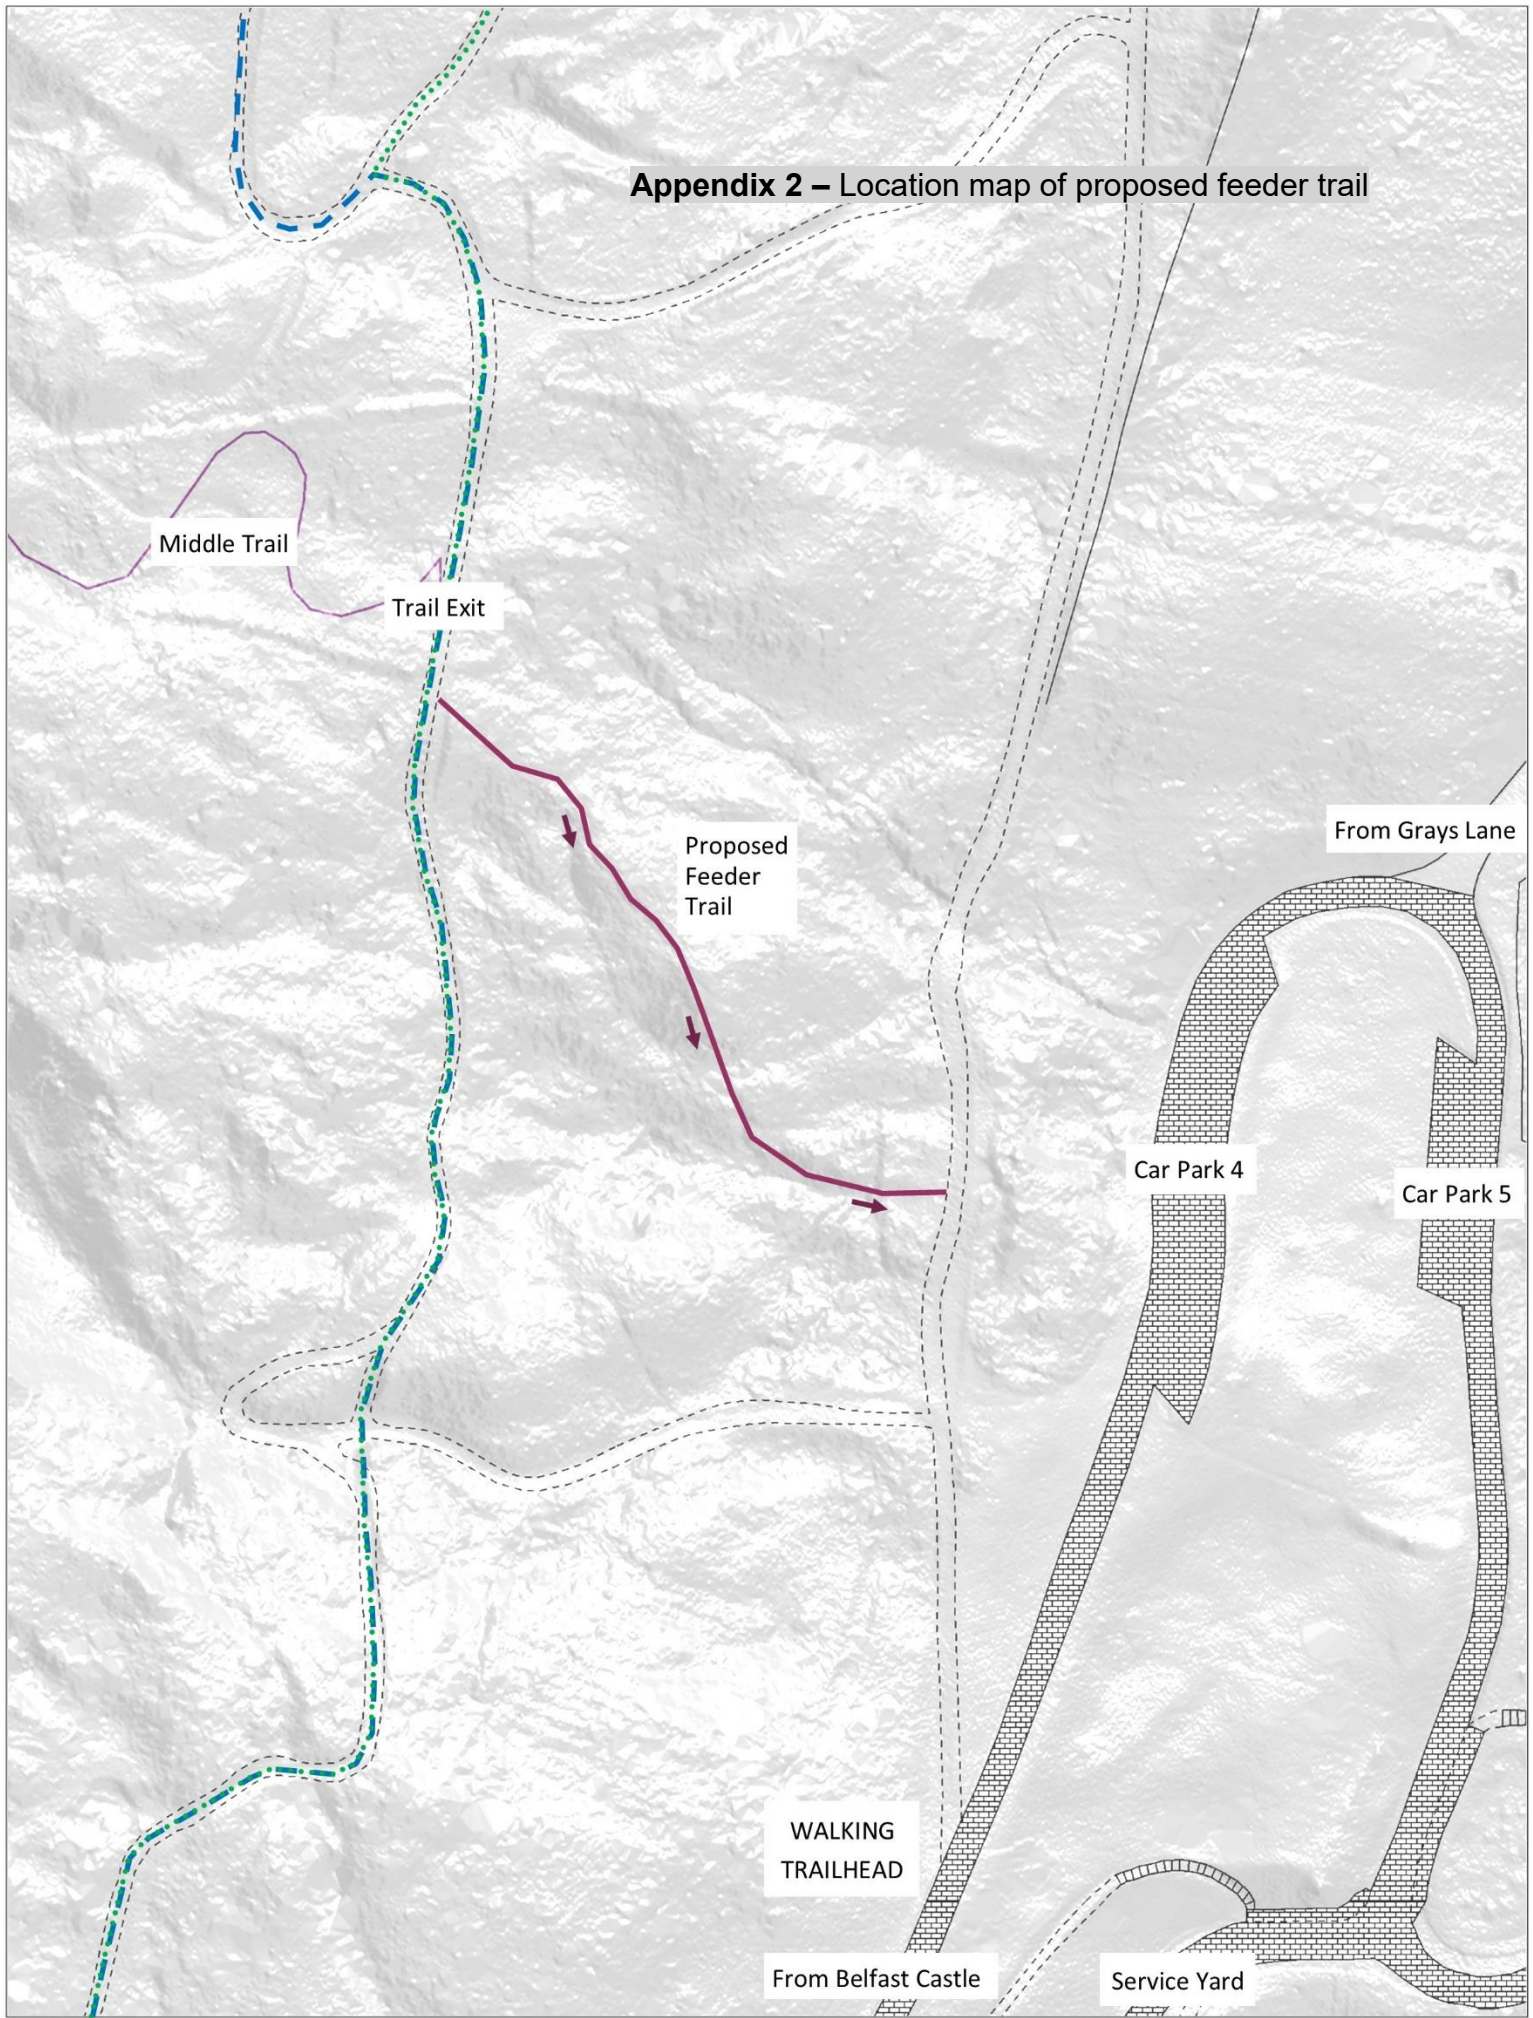 Appendix 2 – Location map of proposed feeder trail
Middle Trail
Trail Exit
From Grays Lane
Proposed
Feeder
Trail
Car Park 4
Car Park 5
WALKING
TRAILHEAD
From Belfast Castle
Service Yard